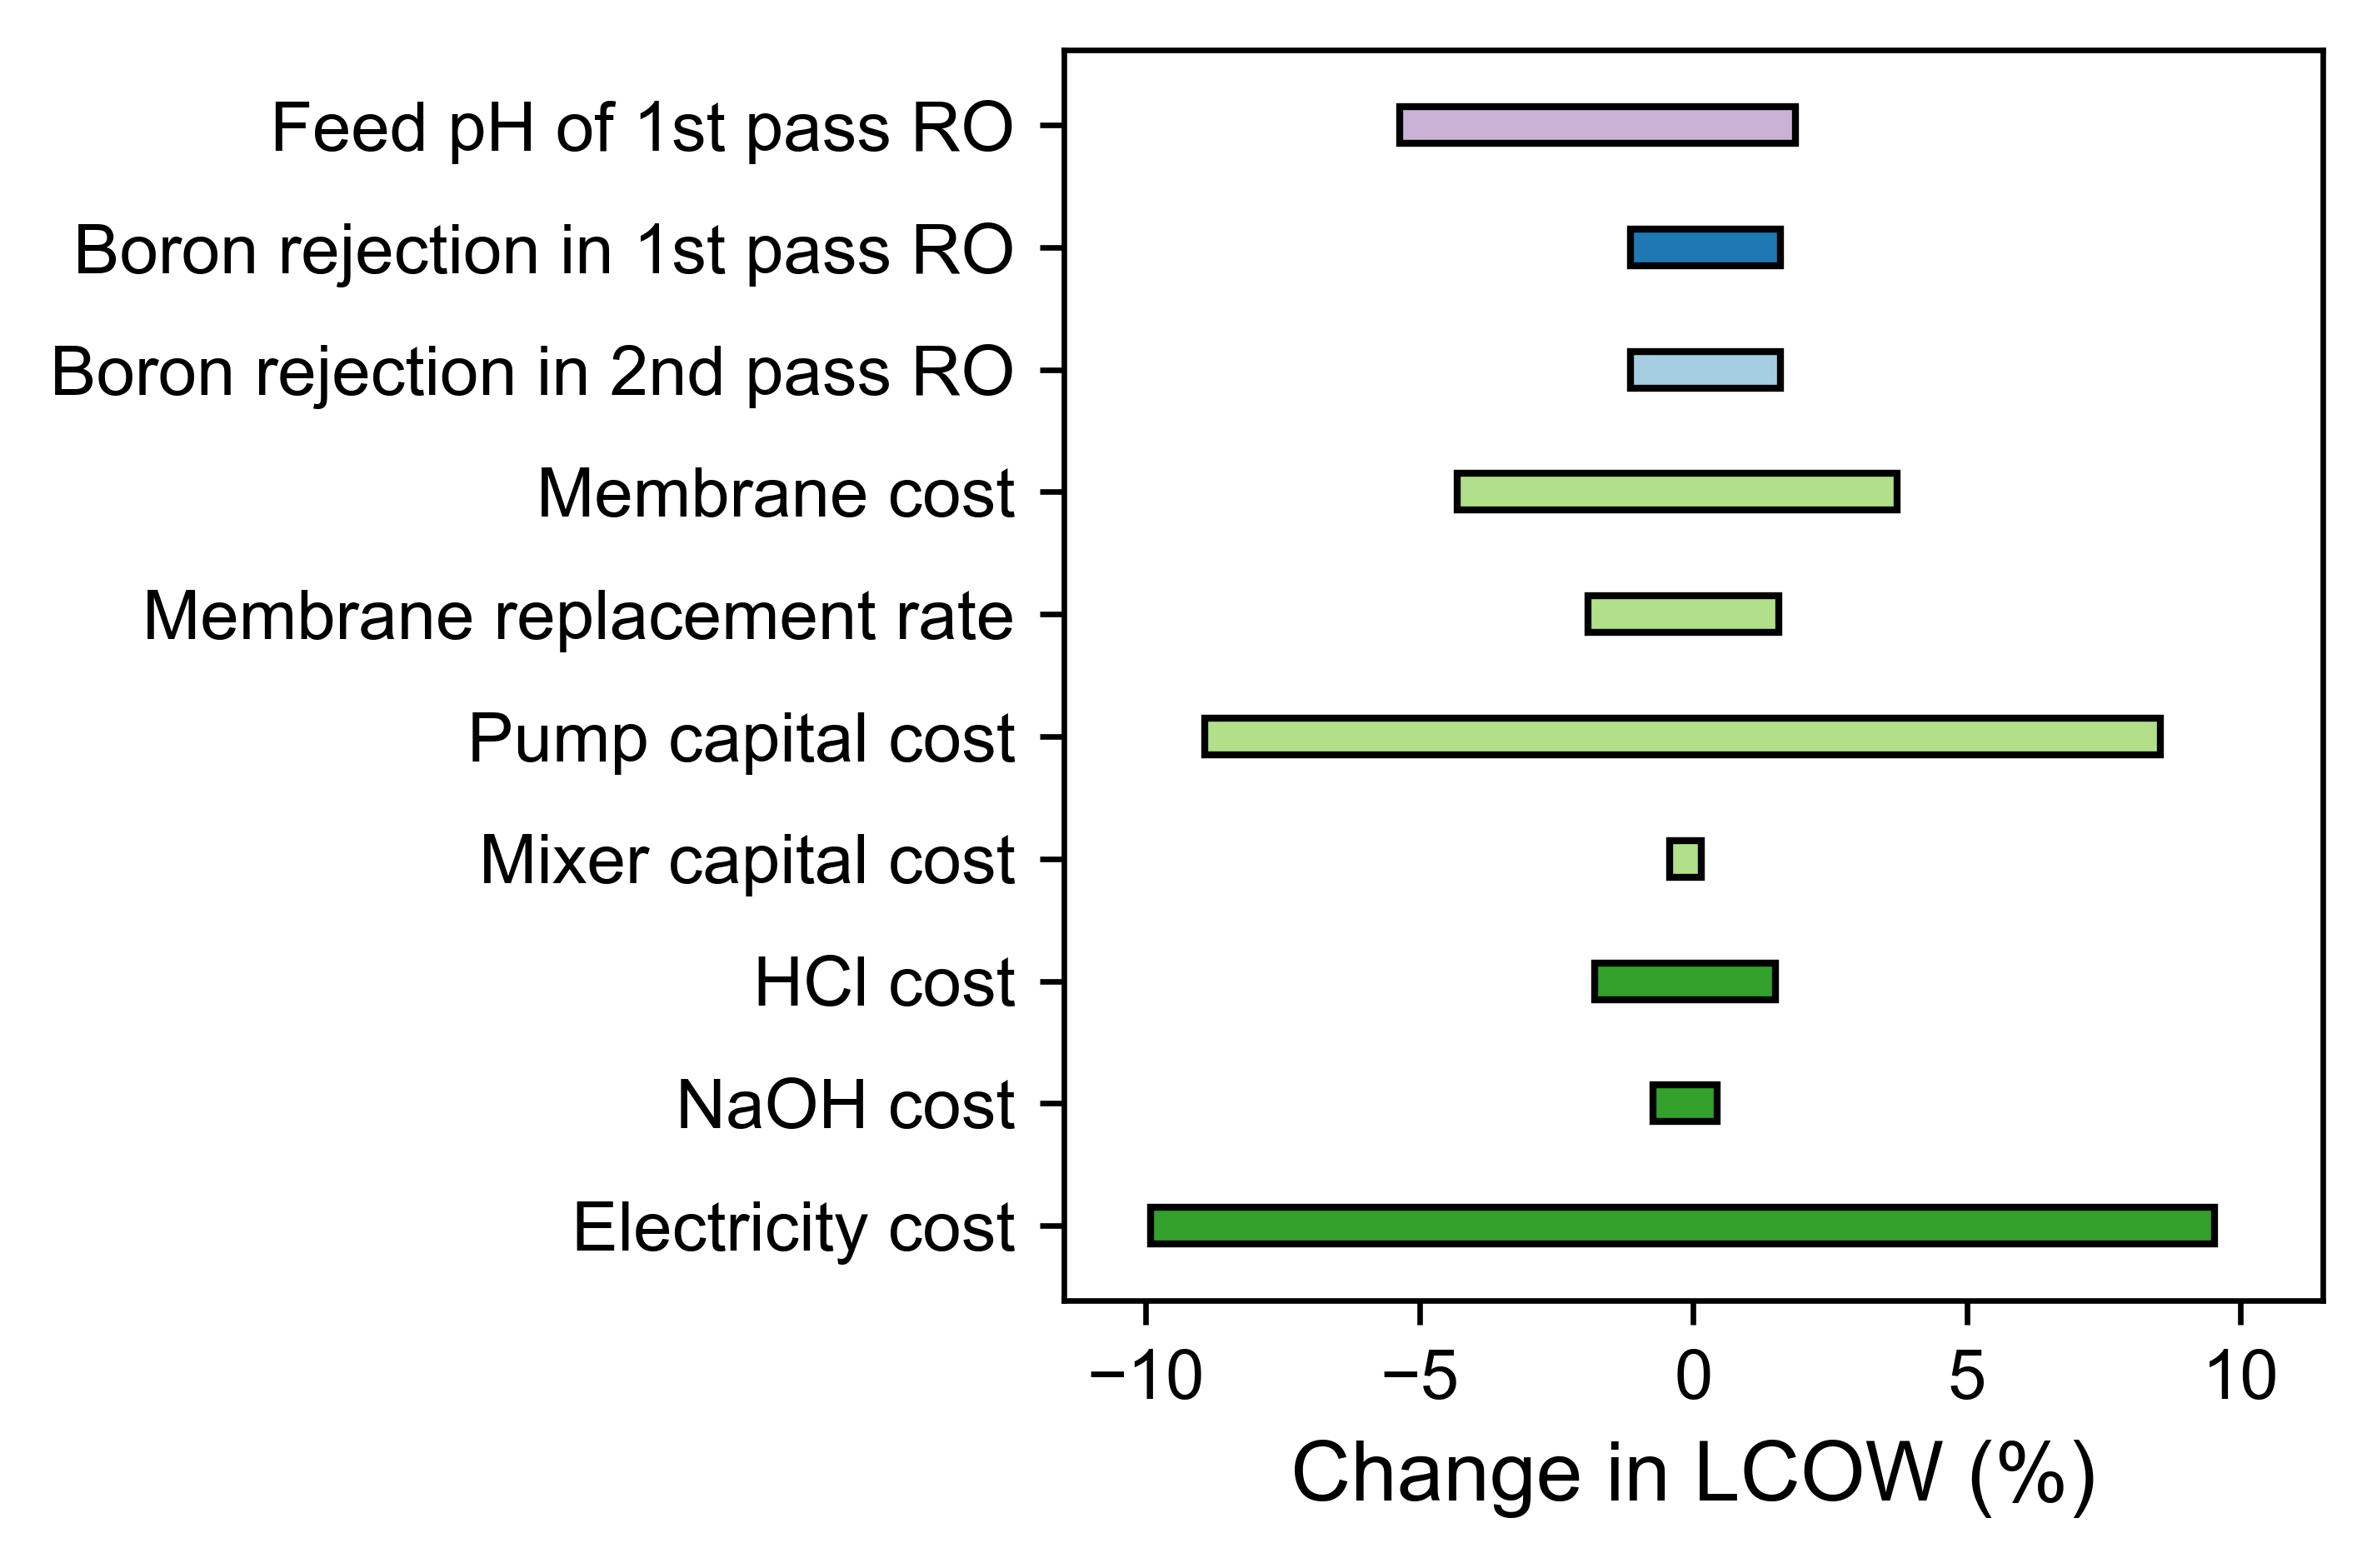 Feed pH of 1st pass RO
Boron rejection in 1st pass RO
Boron rejection in 2nd pass RO
Membrane cost
Membrane replacement rate
Pump capital cost
Mixer capital cost
HCl cost
NaOH cost
Electricity cost
−10 −5 0 5 10
Change in LCOW (%)